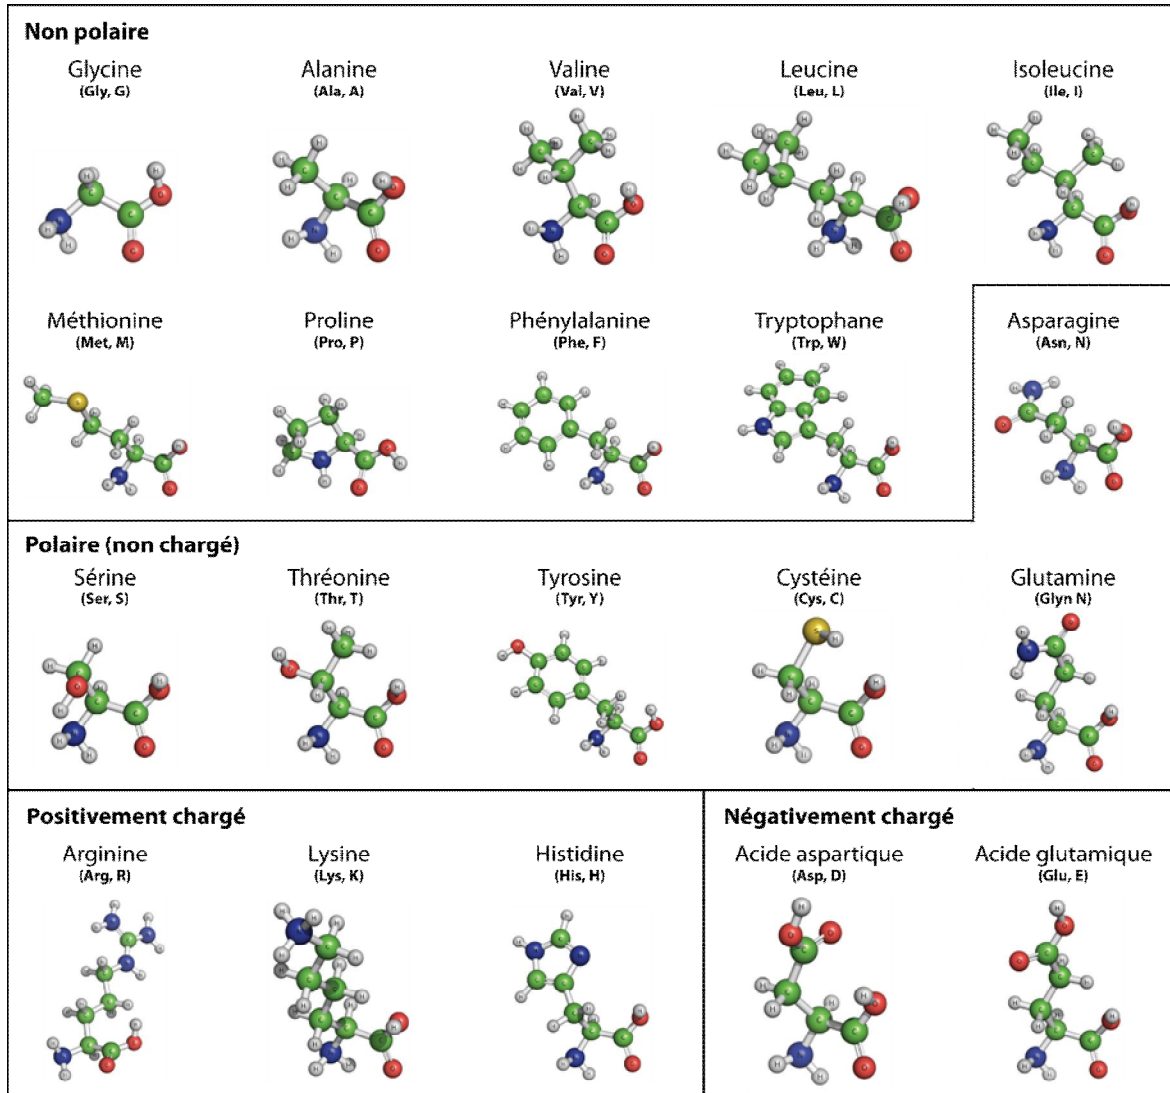 Non polaire
Glycine
(Gly, G)
Alanine
(Ala, A)
Valine
(Val, V)
Leucine
(Leu, L)
Isoleucine
(Ile, I)
Méthionine
(Met, M)
Proline
(Pro, P)
Phénylalanine
(Phe, F)
Tryptophane
(Trp, W)
Asparagine
(Asn, N)
Polaire (non chargé)
Sérine
(Ser, S)
Thréonine
(Thr, T)
Tyrosine
(Tyr, Y)
Cystéine
(Cys, C)
Glutamine
(Glyn N)
Positivement chargé
Arginine
(Arg, R)
Lysine
(Lys, K)
Histidine
(His, H)
Négativement chargé
Acide aspartique
(Asp, D)
Acide glutamique
(Glu, E)